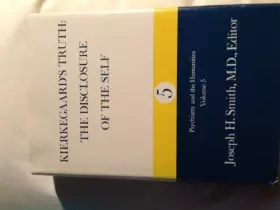 KIERKEGAARD'S TRUTH:
THE DISCLOSURE
OF THE SELF
5
Psychiatry and the Humanities
Volume 5
Joseph H. Smith, M.D., Editor